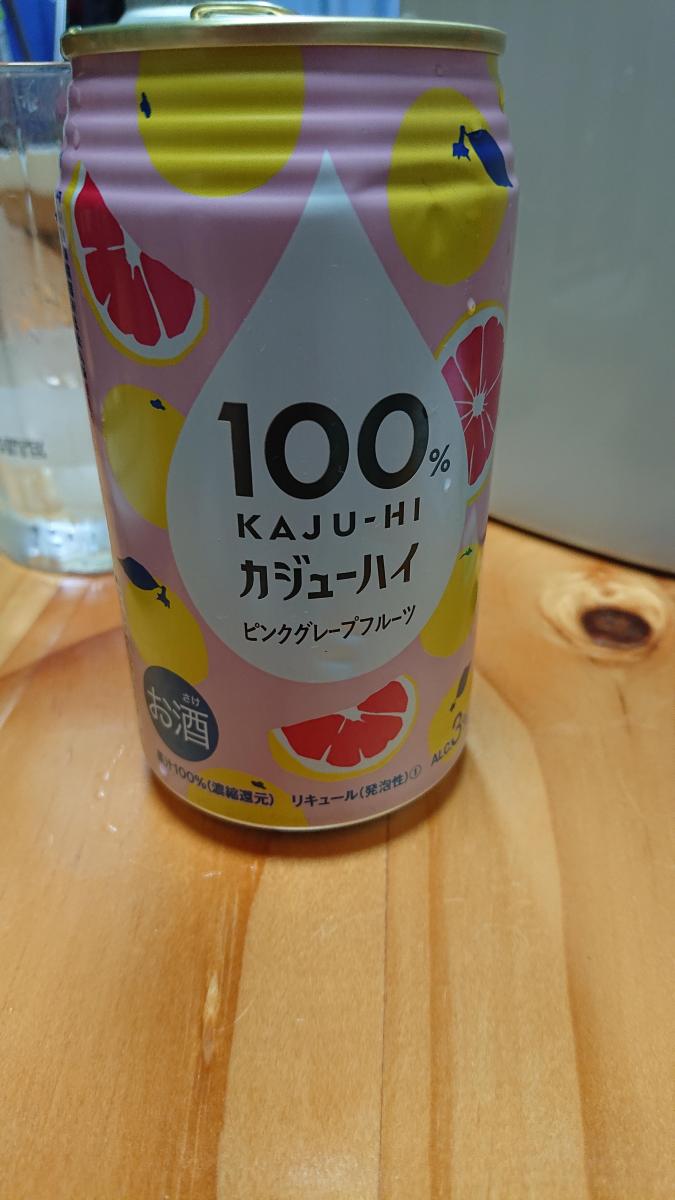 100%
KAJU-HI
カジューハイ
ピンクグレープフルーツ
さけ
お酒
果汁100%(濃縮還元)
リキュール(発泡性)①
ALC.3%